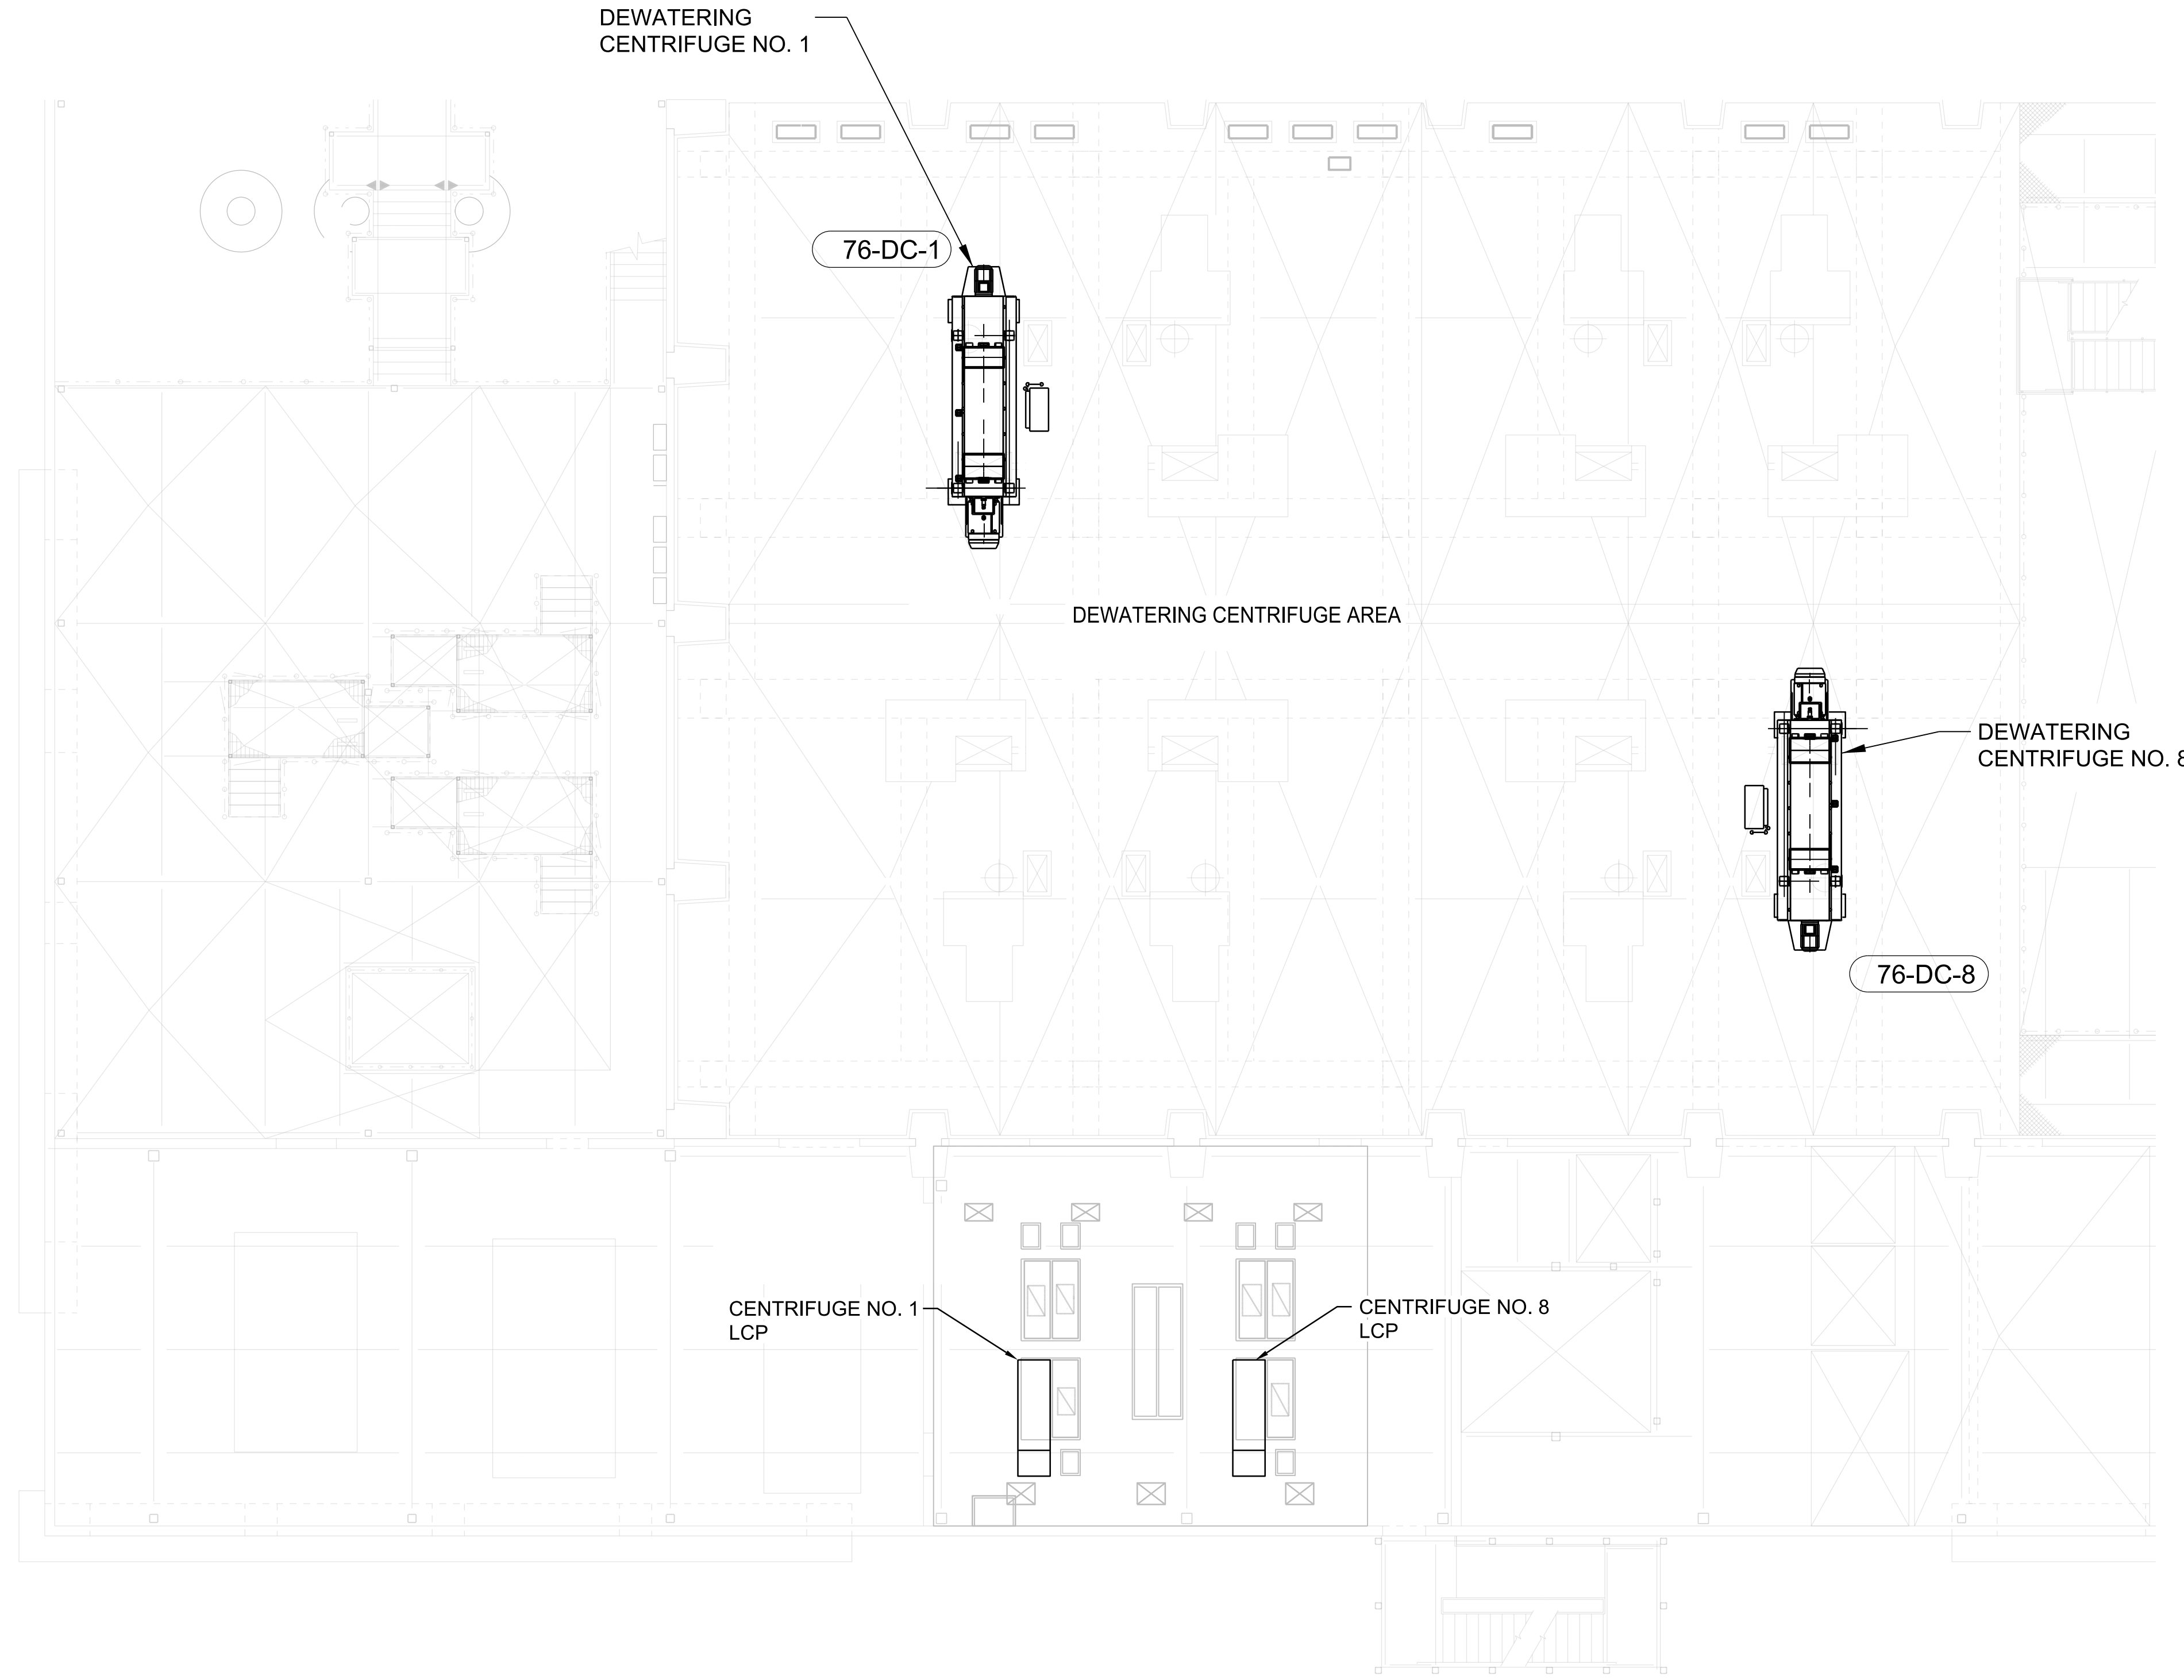 DEWATERING
CENTRIFUGE NO. 1
76-DC-1
DEWATERING CENTRIFUGE AREA
DEWATERING
CENTRIFUGE NO. 8
76-DC-8
CENTRIFUGE NO. 1
LCP
CENTRIFUGE NO. 8
LCP